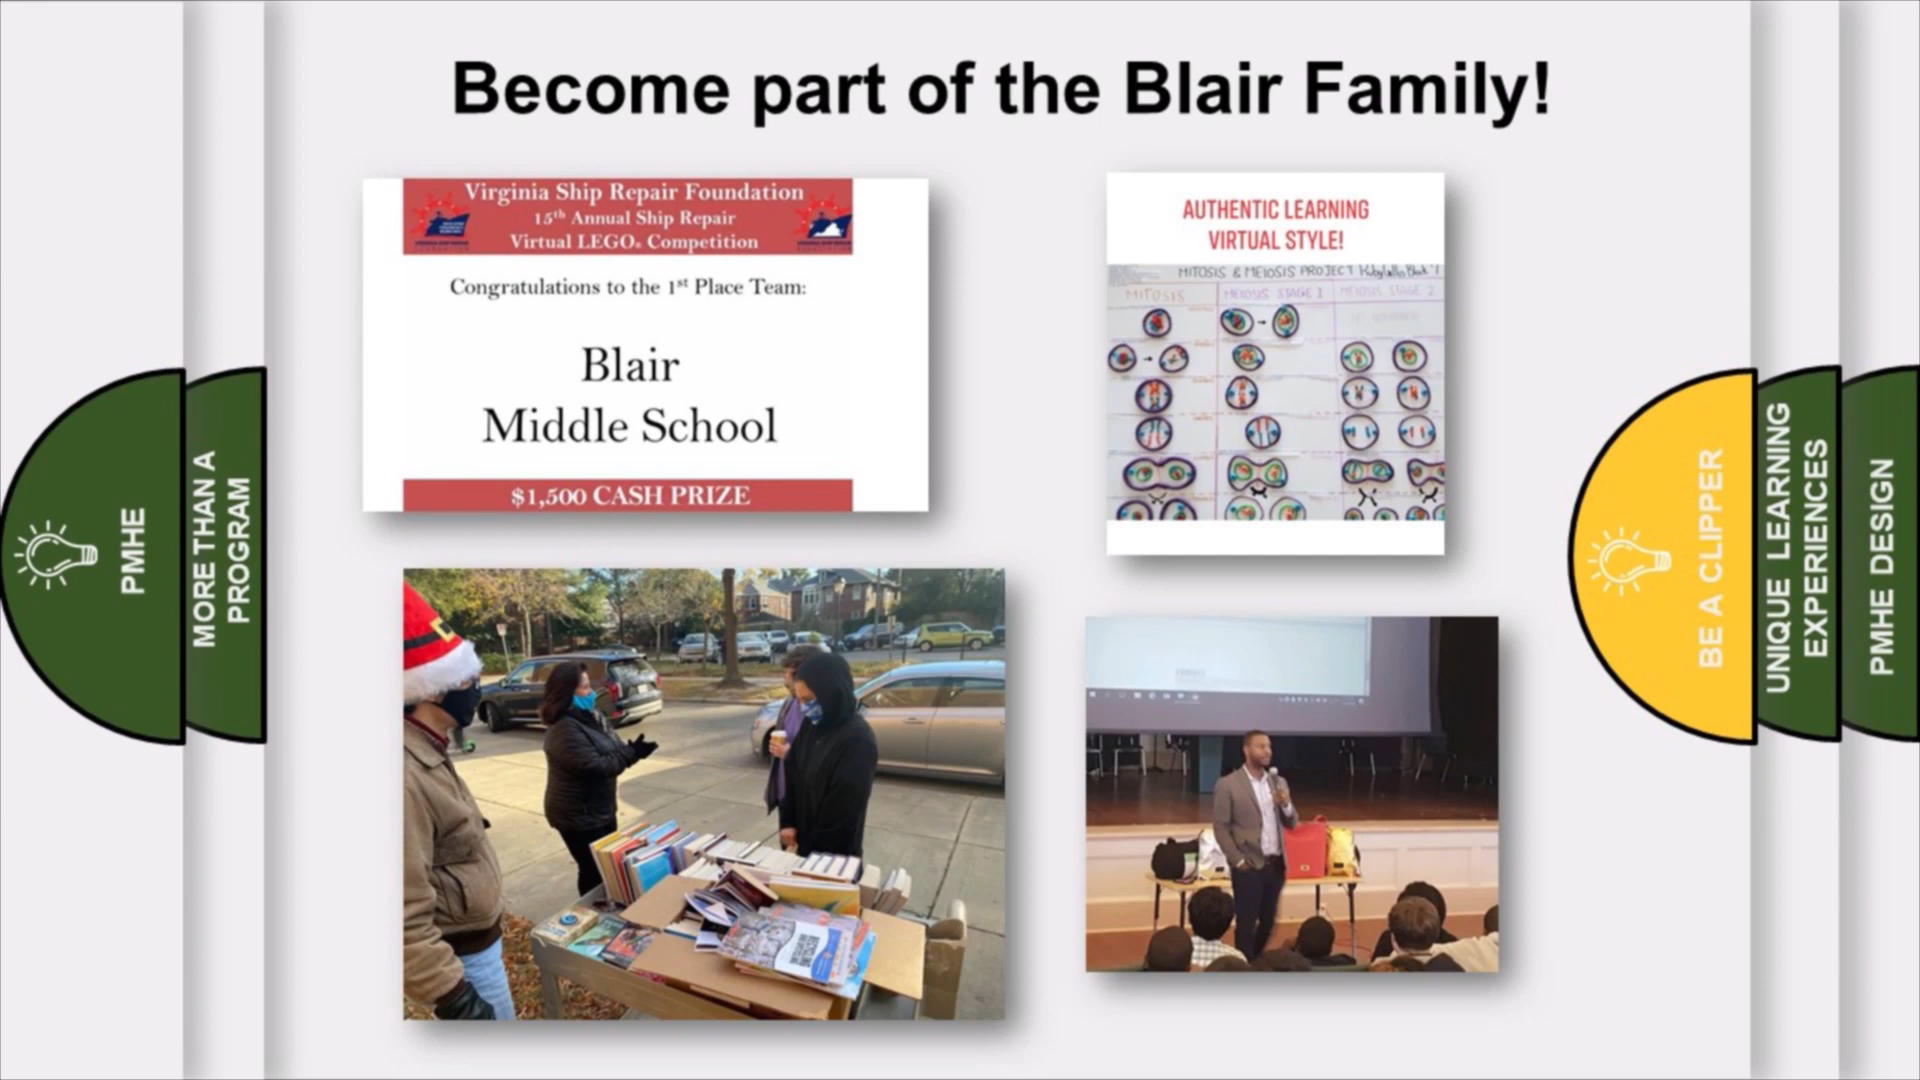 Become part of the Blair Family!
Virginia Ship Repair Foundation
15th Annual Ship Repair
Virtual LEGO® Competition
Congratulations to the 1st Place Team:
Blair
Middle School
$1,500 CASH PRIZE
AUTHENTIC LEARNING
VIRTUAL STYLE!
MITOSIS & MEIOSIS PROJECT
MITOSIS
MEIOSIS STAGE 1
MEIOSIS STAGE 2
PMHE
MORE THAN A
PROGRAM
BE A CLIPPER
UNIQUE LEARNING
EXPERIENCES
PMHE DESIGN